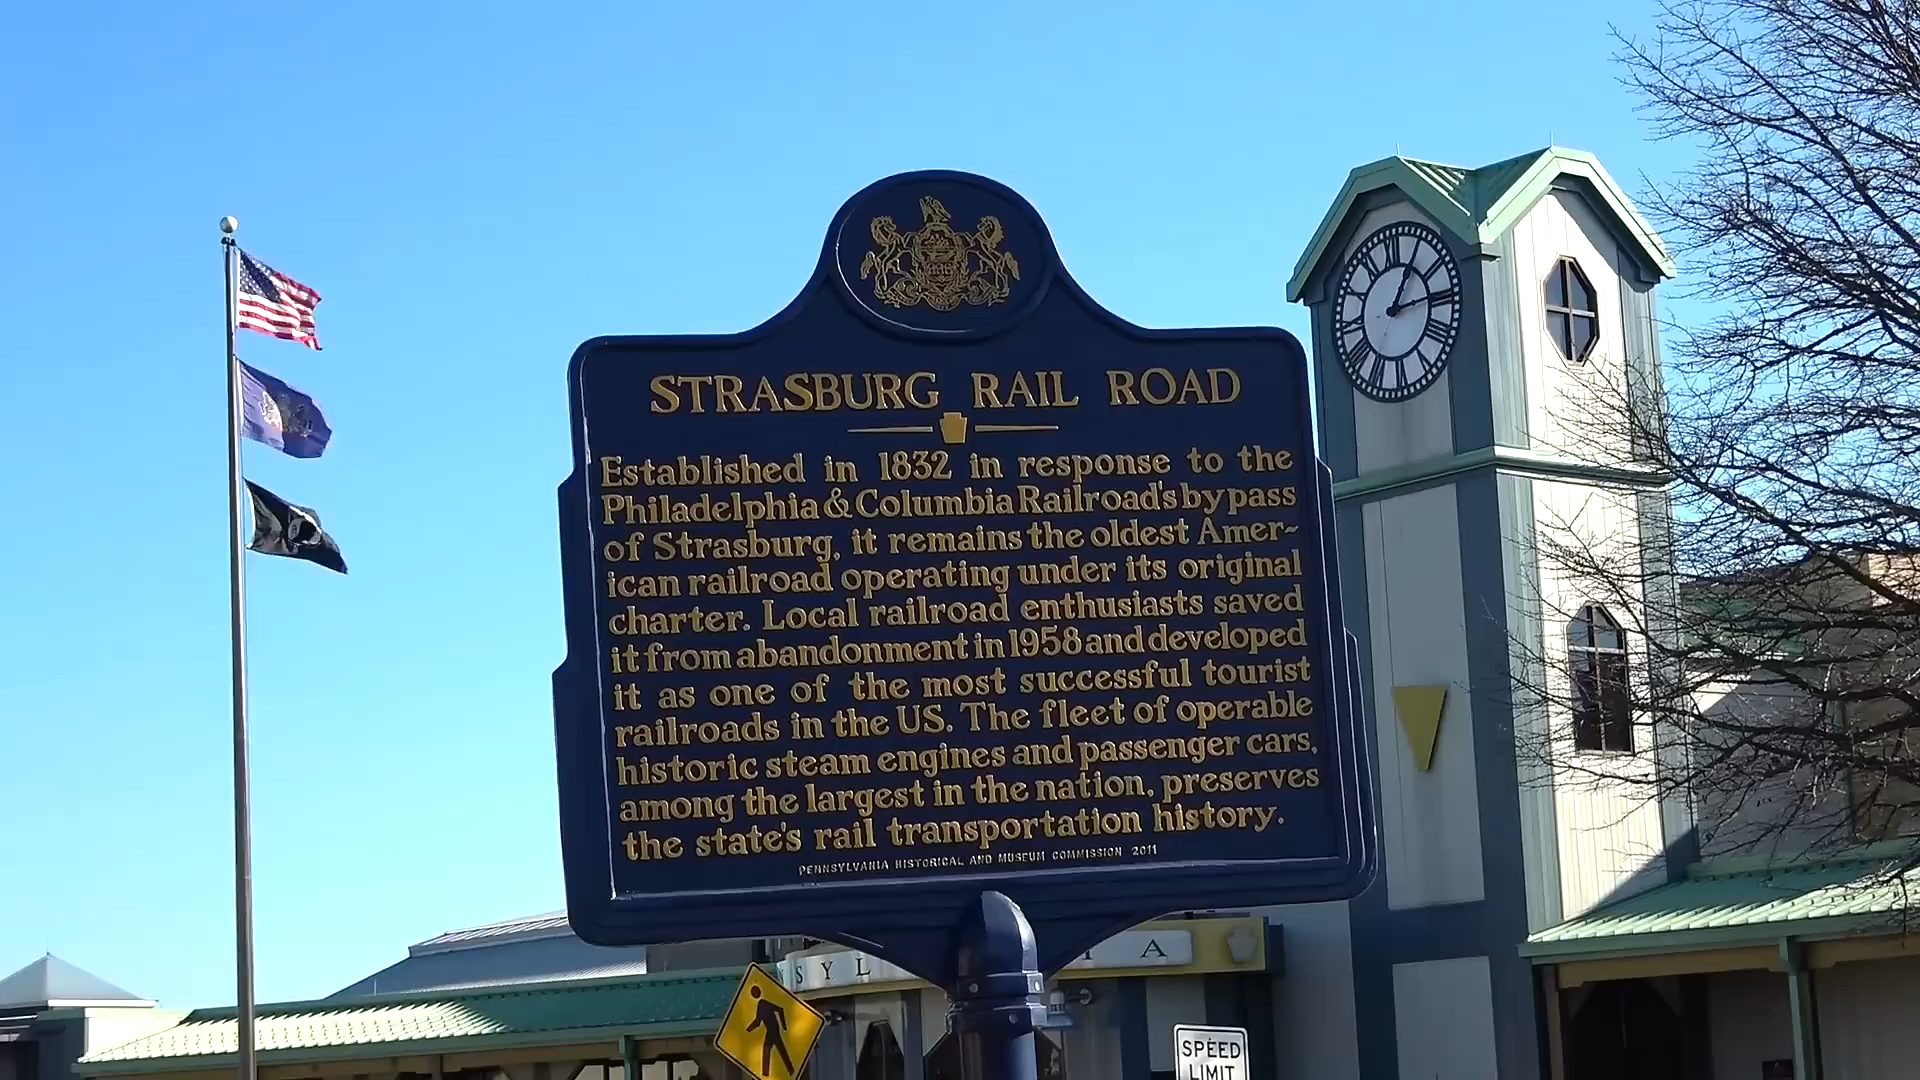 STRASBURG RAIL ROAD
Established in 1832 in response to the
Philadelphia & Columbia Railroad's bypass
of Strasburg, it remains the oldest Amer-
ican railroad operating under its original
charter. Local railroad enthusiasts saved
it from abandonment in 1958 and developed
it as one of the most successful tourist
railroads in the US. The fleet of operable
historic steam engines and passenger cars,
among the largest in the nation, preserves
the state's rail transportation history.
PENNSYLVANIA HISTORICAL AND MUSEUM COMMISSION 2011
SYL A
SPEED
LIMIT